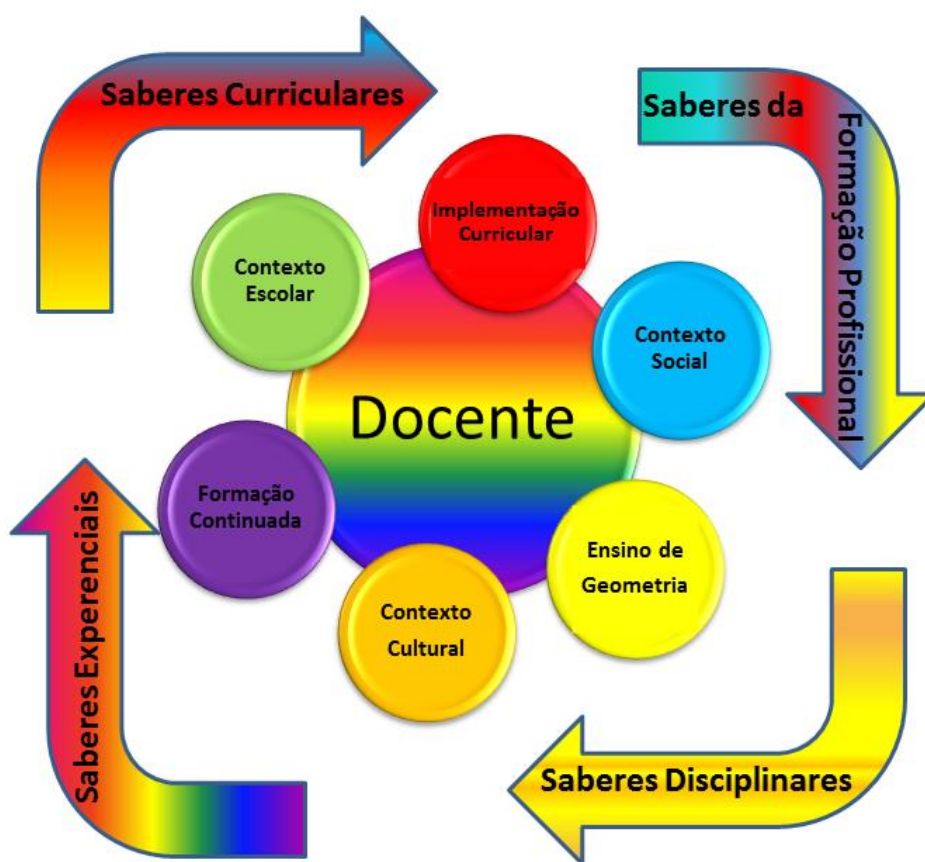 Saberes Curriculares
Saberes da
Formação Profissional
Implementação
Curricular
Contexto
Escolar
Contexto
Social
Docente
Formação
Continuada
Ensino de
Geometria
Contexto
Cultural
Saberes Disciplinares
Saberes Experenciais